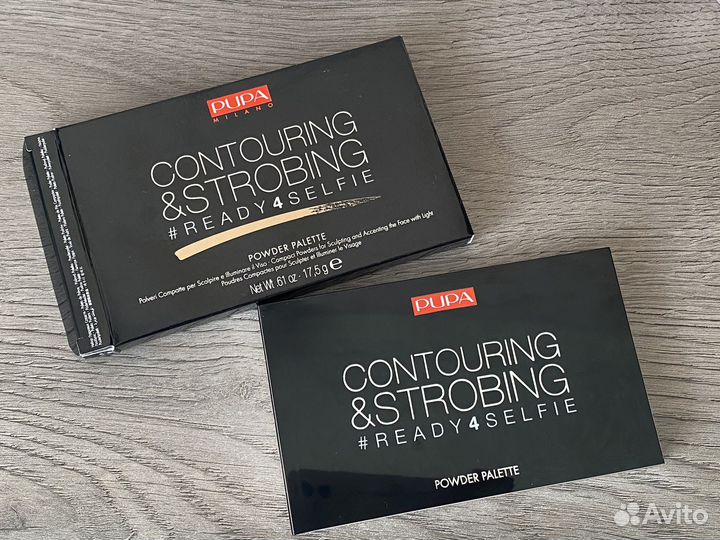 PUPA
MILANO
CONTOURING
&STROBING
#READY4SELFIE
POWDER PALETTE
Polveri Compatte per Scolpire e Illuminare il Viso · Compact Powders for Sculpting and Accenting the Face with Light
Poudres Compactes pour Sculpter et Illuminer le Visage
Net Wt. .61 oz · 17,5 g e
PUPA
CONTOURING
&STROBING
#READY4SELFIE
POWDER PALETTE
Avito